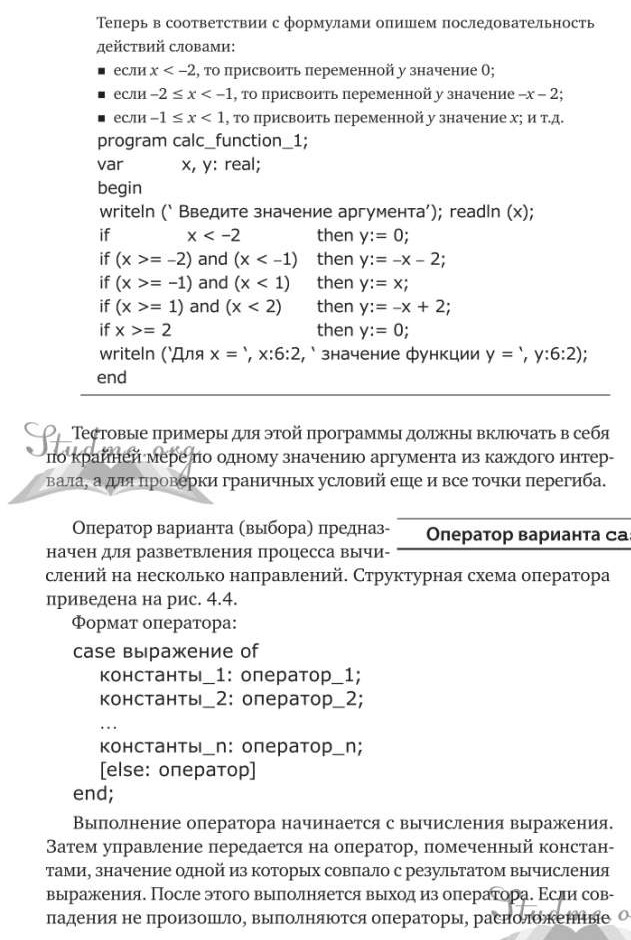 Теперь в соответствии с формулами опишем последовательность
действий словами:
▪ если x < –2, то присвоить переменной y значение 0;
▪ если –2 ≤ x < –1, то присвоить переменной y значение –x – 2;
▪ если –1 ≤ x < 1, то присвоить переменной y значение x; и т.д.
program calc_function_1;
var x, y: real;
begin
writeln (‘ Введите значение аргумента’); readln (x);
if x < –2 then y:= 0;
if (x >= –2) and (x < –1) then y:= –x – 2;
if (x >= –1) and (x < 1) then y:= x;
if (x >= 1) and (x < 2) then y:= –x + 2;
if x >= 2 then y:= 0;
writeln (‘Для x = ‘, x:6:2, ‘ значение функции y = ‘, y:6:2);
end
Studme.org
Тестовые примеры для этой программы должны включать в себя
по крайней мере по одному значению аргумента из каждого интер-
вала, а для проверки граничных условий еще и все точки перегиба.
Оператор варианта (выбора) предназ-
Оператор варианта cas
начен для разветвления процесса вычи-
слений на несколько направлений. Структурная схема оператора
приведена на рис. 4.4.
Формат оператора:
case выражение of
константы_1: оператор_1;
константы_2: оператор_2;
...
константы_n: оператор_n;
[else: оператор]
end;
Выполнение оператора начинается с вычисления выражения.
Затем управление передается на оператор, помеченный констан-
тами, значение одной из которых совпало с результатом вычисления
выражения. После этого выполняется выход из оператора. Если сов-
падения не произошло, выполняются операторы, расположенные
Studme.o